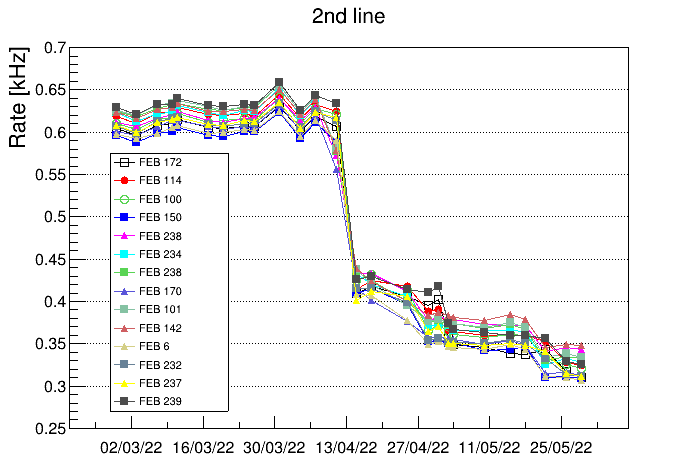 2nd line
Rate [kHz]
0.7
0.65
0.6
0.55
0.5
0.45
0.4
0.35
0.3
0.25
FEB 172
FEB 114
FEB 100
FEB 150
FEB 238
FEB 234
FEB 238
FEB 170
FEB 101
FEB 142
FEB 6
FEB 232
FEB 237
FEB 239
02/03/22 16/03/22 30/03/22 13/04/22 27/04/22 11/05/22 25/05/22